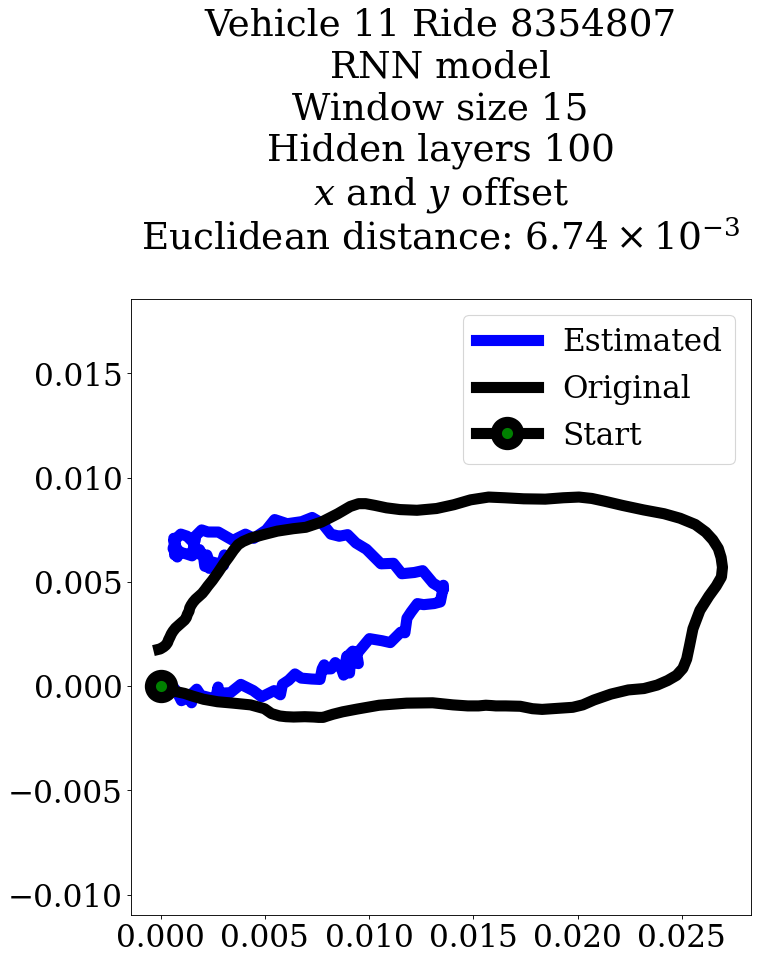 Vehicle 11 Ride 8354807
RNN model
Window size 15
Hidden layers 100
x and y offset
Euclidean distance: 6.74 × 10⁻³
Estimated
Original
Start
0.015
0.010
0.005
0.000
−0.005
−0.010
0.000 0.005 0.010 0.015 0.020 0.025